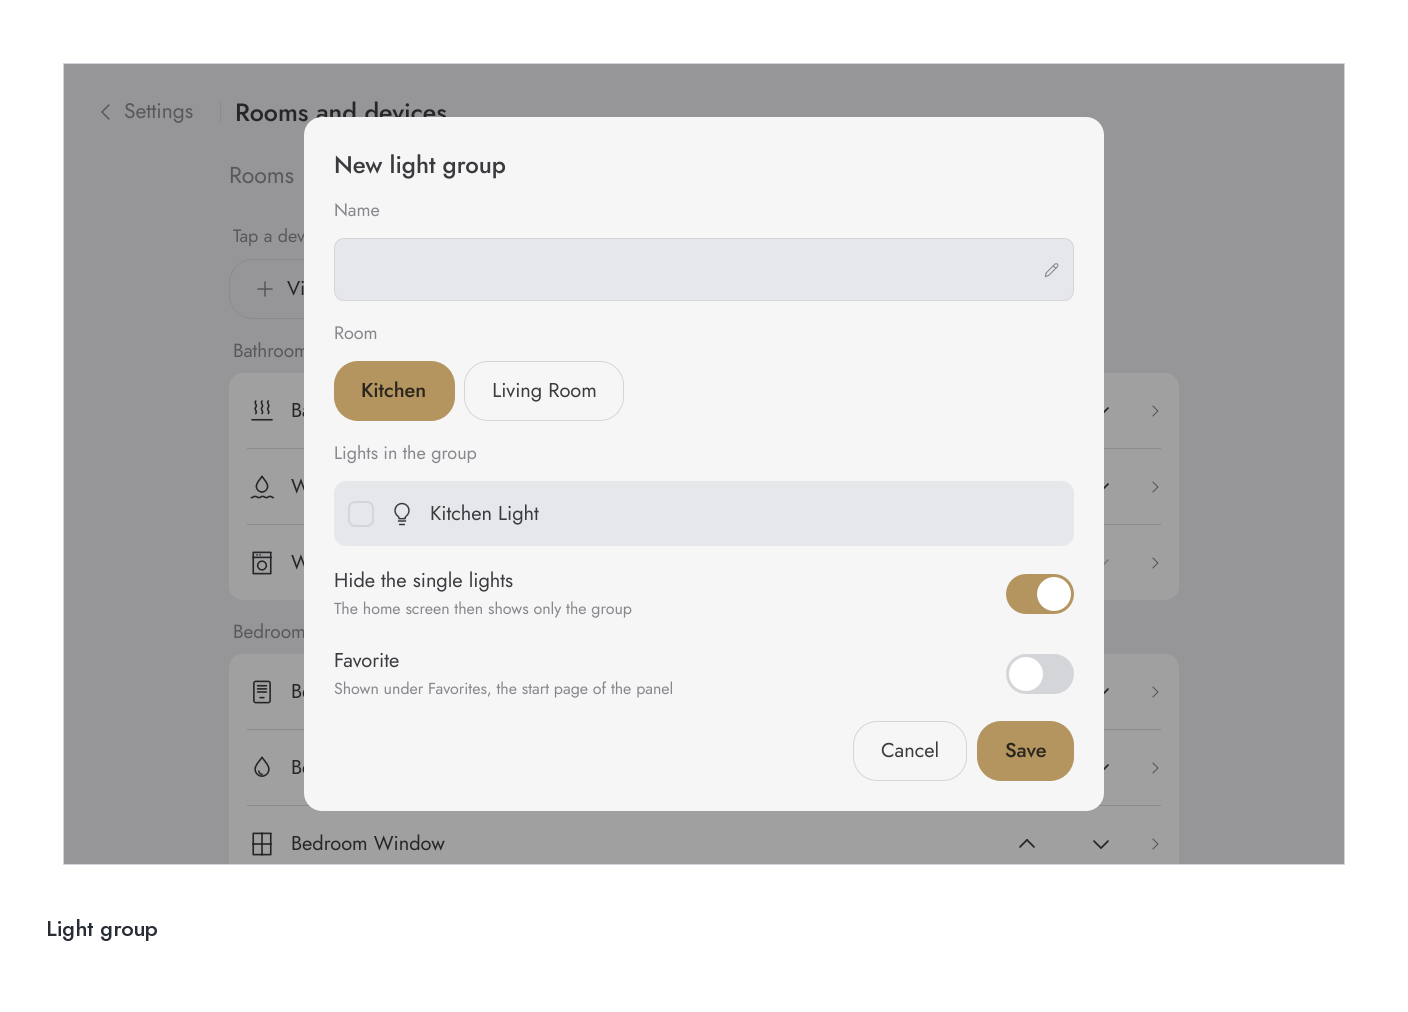 Settings
Rooms and devices
Rooms
Tap a
Bathroom
Bedroom
New light group
Name
Room
Kitchen
Living Room
Lights in the group
Kitchen Light
Hide the single lights
The home screen then shows only the group
Favorite
Shown under Favorites, the start page of the panel
Cancel
Save
Bedroom Window
Light group